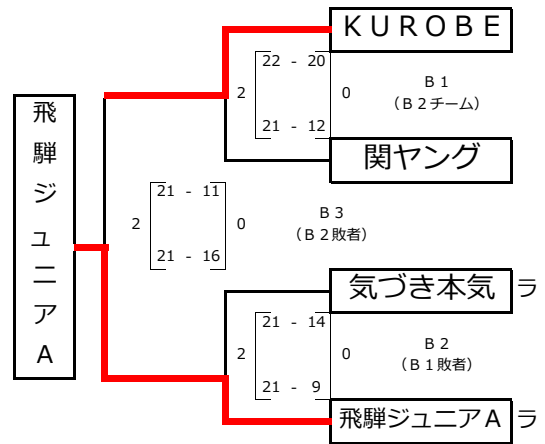 KUROBE
22 - 20
2 0
21 - 12
B1
(B2チーム)
関ヤング
飛騨ジュニアA
21 - 11
2 0
21 - 16
B3
(B2敗者)
気づき本気 ラ
21 - 14
2 0
21 - 9
B2
(B1敗者)
飛騨ジュニアA ラ